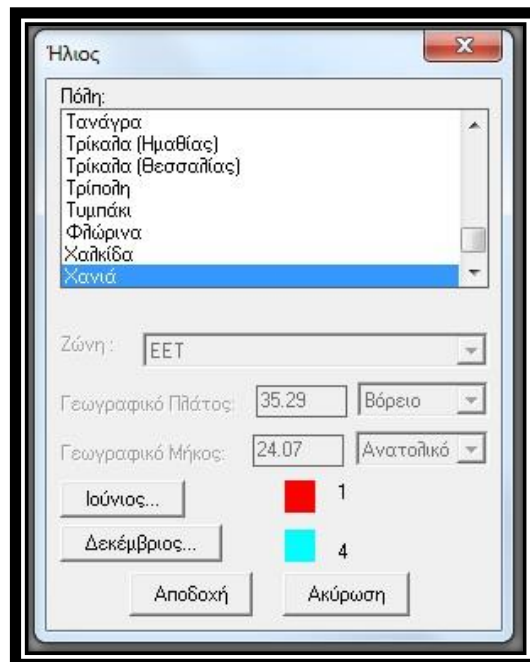 Ήλιος
Πόλη:
Τανάγρα
Τρίκαλα (Ημαθίας)
Τρίκαλα (Θεσσαλίας)
Τρίπολη
Τυμπάκι
Φλώρινα
Χαλκίδα
Χανιά
Ζώνη : EET
Γεωγραφικό Πλάτος: 35.29 Βόρειο
Γεωγραφικό Μήκος: 24.07 Ανατολικό
Ιούνιος... 1
Δεκέμβριος... 4
Αποδοχή Ακύρωση